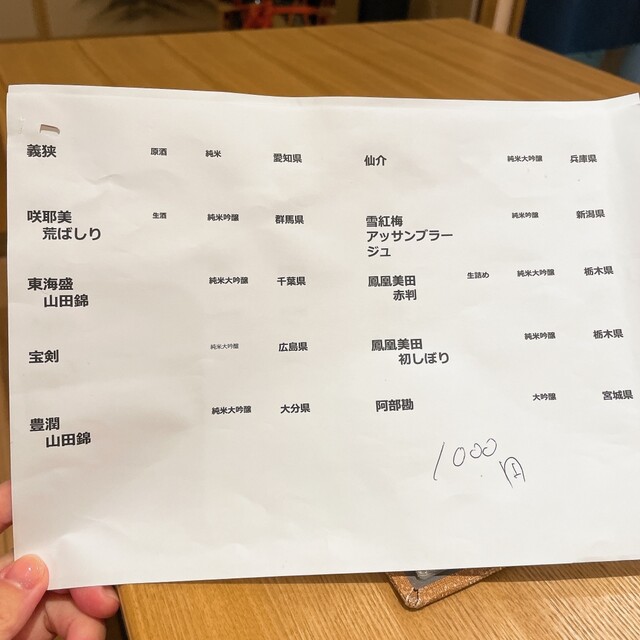 義狭 原酒 純米 愛知県
咲耶美 生酒 純米吟醸 群馬県
荒ばしり
東海盛 純米大吟醸 千葉県
山田錦
宝剣 純米大吟醸 広島県
豊潤 純米大吟醸 大分県
山田錦
仙介 純米大吟醸 兵庫県
雪紅梅 純米吟醸 新潟県
アッサンブラー
ジュ
鳳凰美田 生詰め 純米大吟醸 栃木県
赤判
鳳凰美田 純米吟醸 栃木県
初しぼり
阿部勘 大吟醸 宮城県
1000円